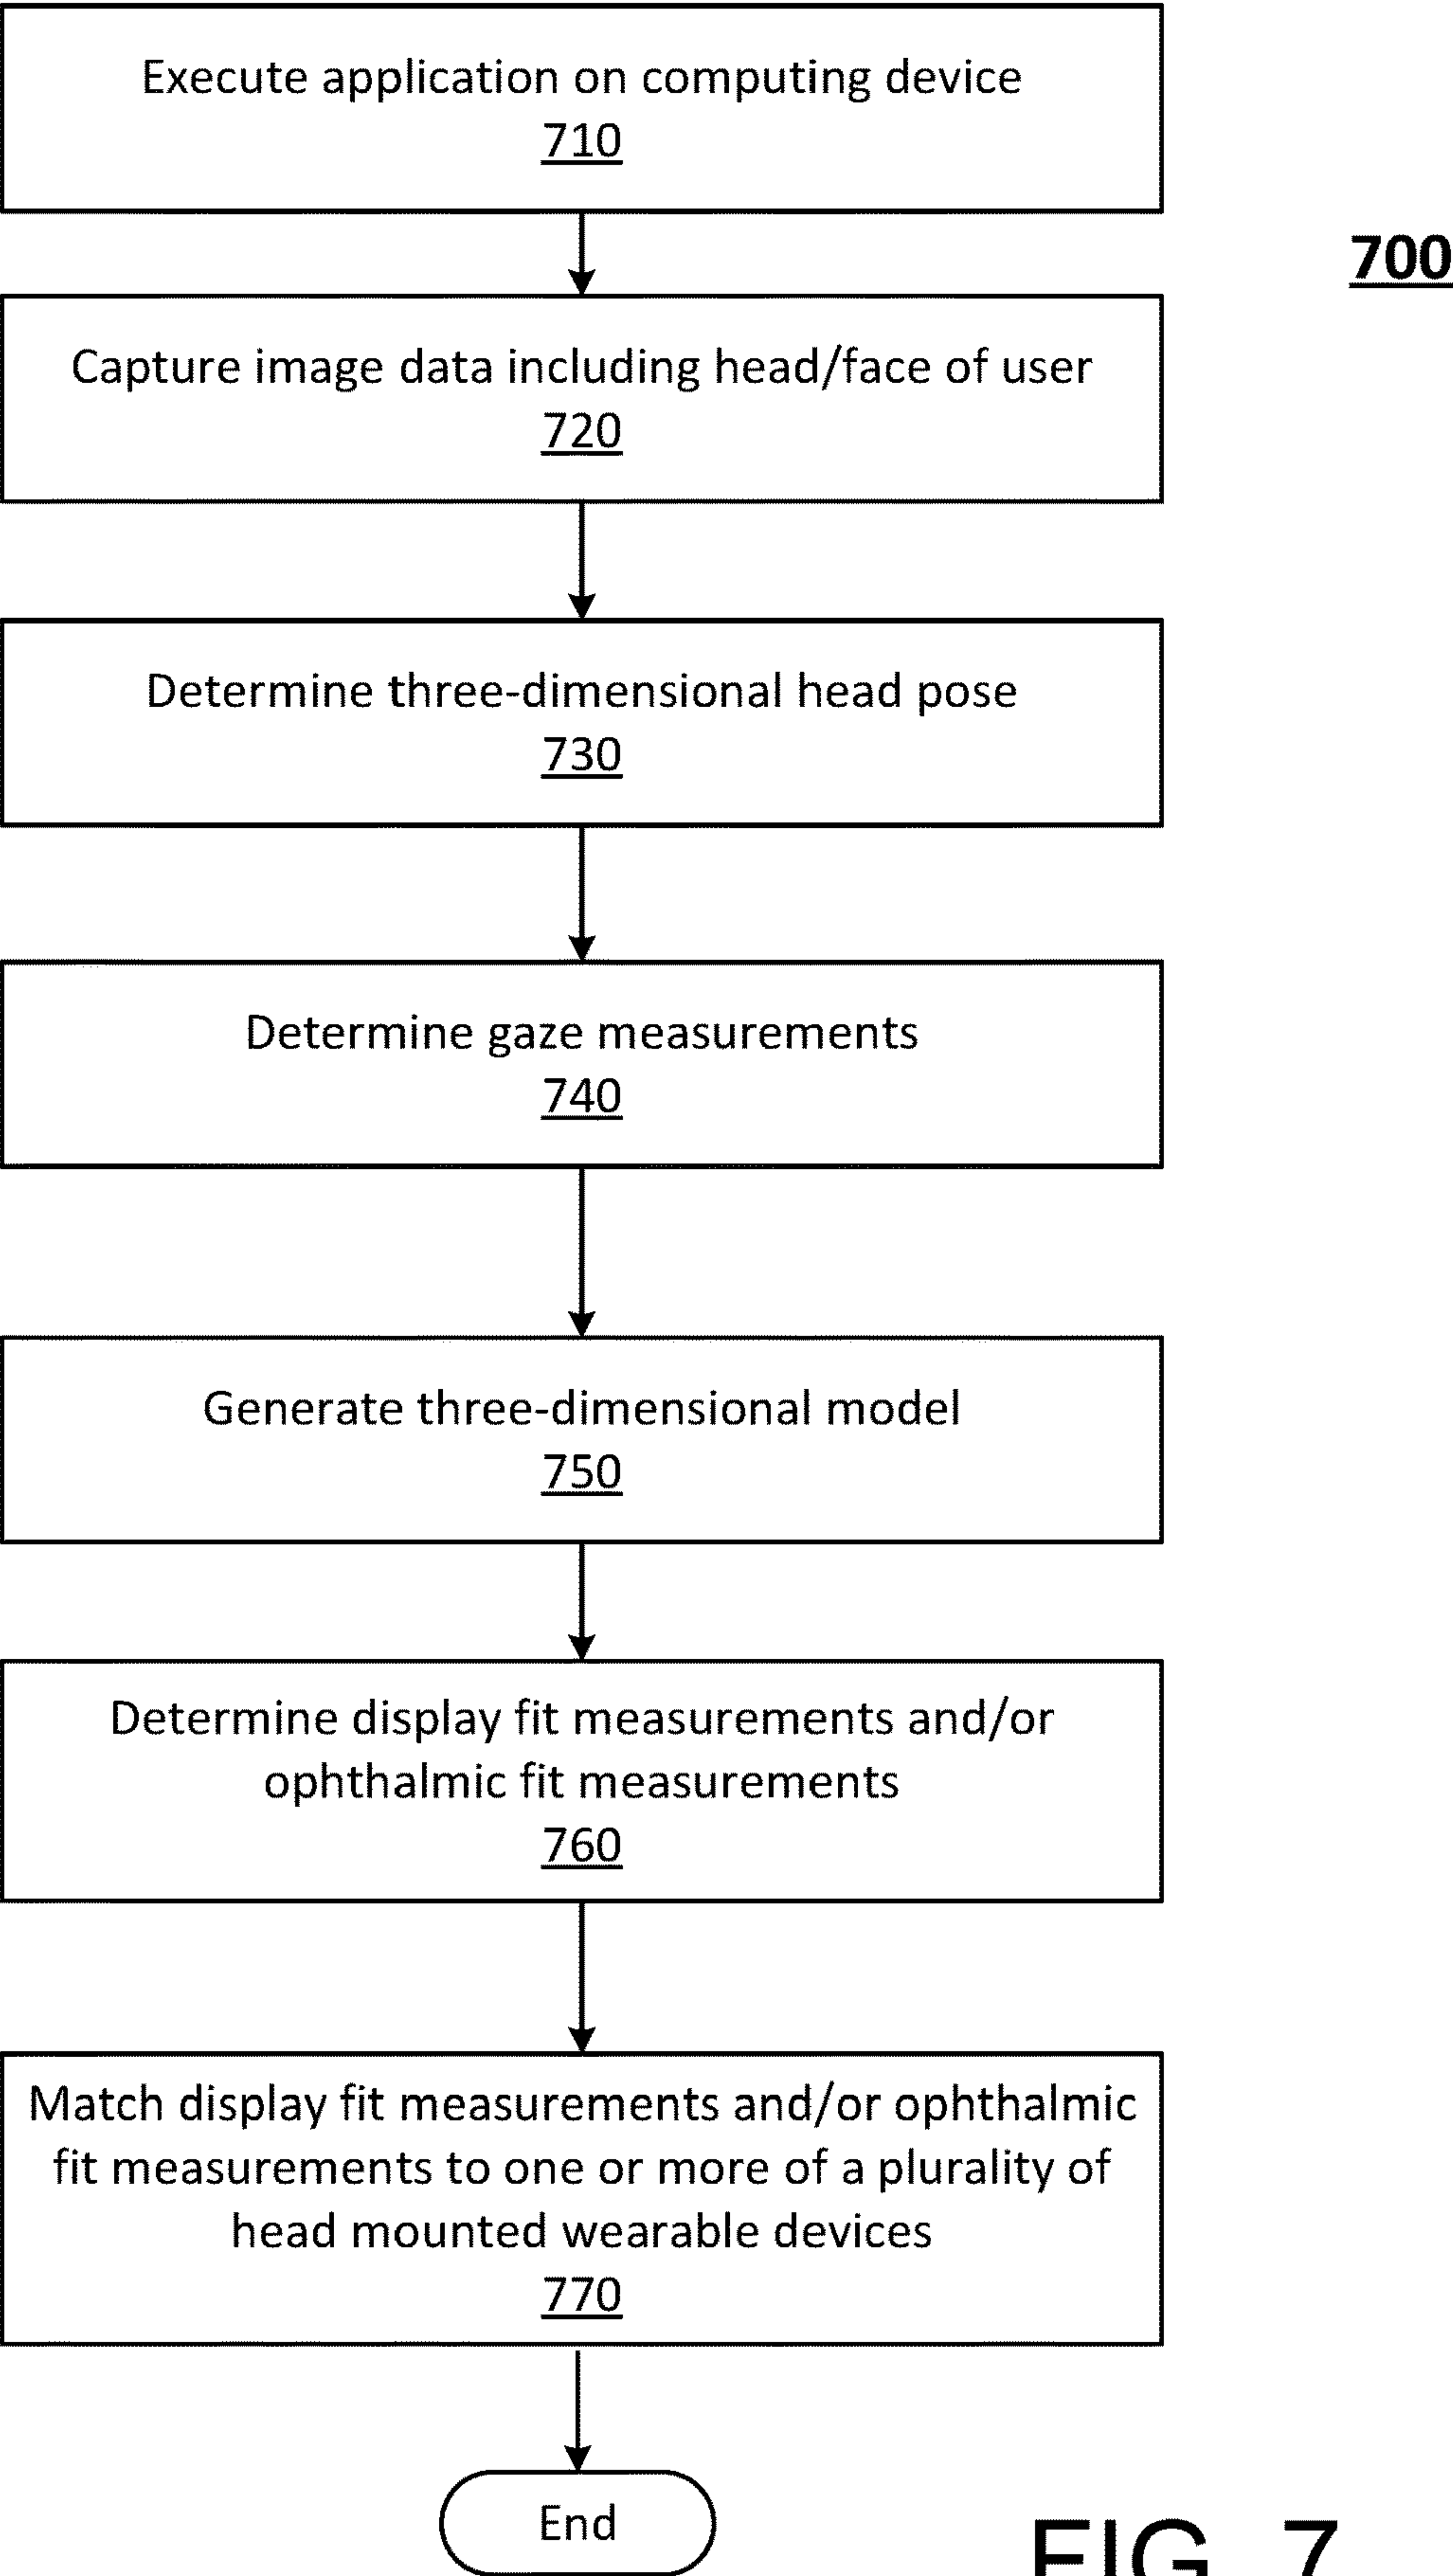 Execute application on computing device
710
700
Capture image data including head/face of user
720
Determine three-dimensional head pose
730
Determine gaze measurements
740
Generate three-dimensional model
750
Determine display fit measurements and/or
ophthalmic fit measurements
760
Match display fit measurements and/or ophthalmic
fit measurements to one or more of a plurality of
head mounted wearable devices
770
End
FIG. 7